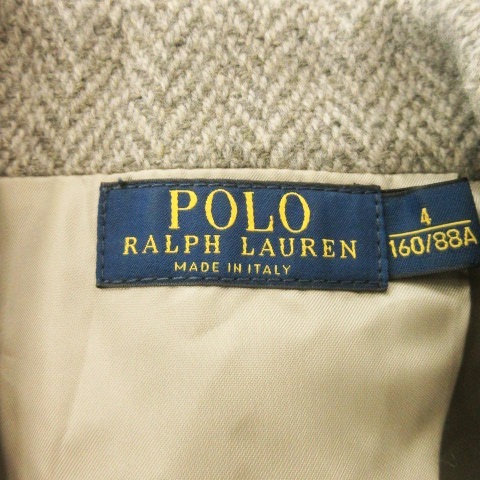 POLO
RALPH LAUREN
MADE IN ITALY
4
160/88A